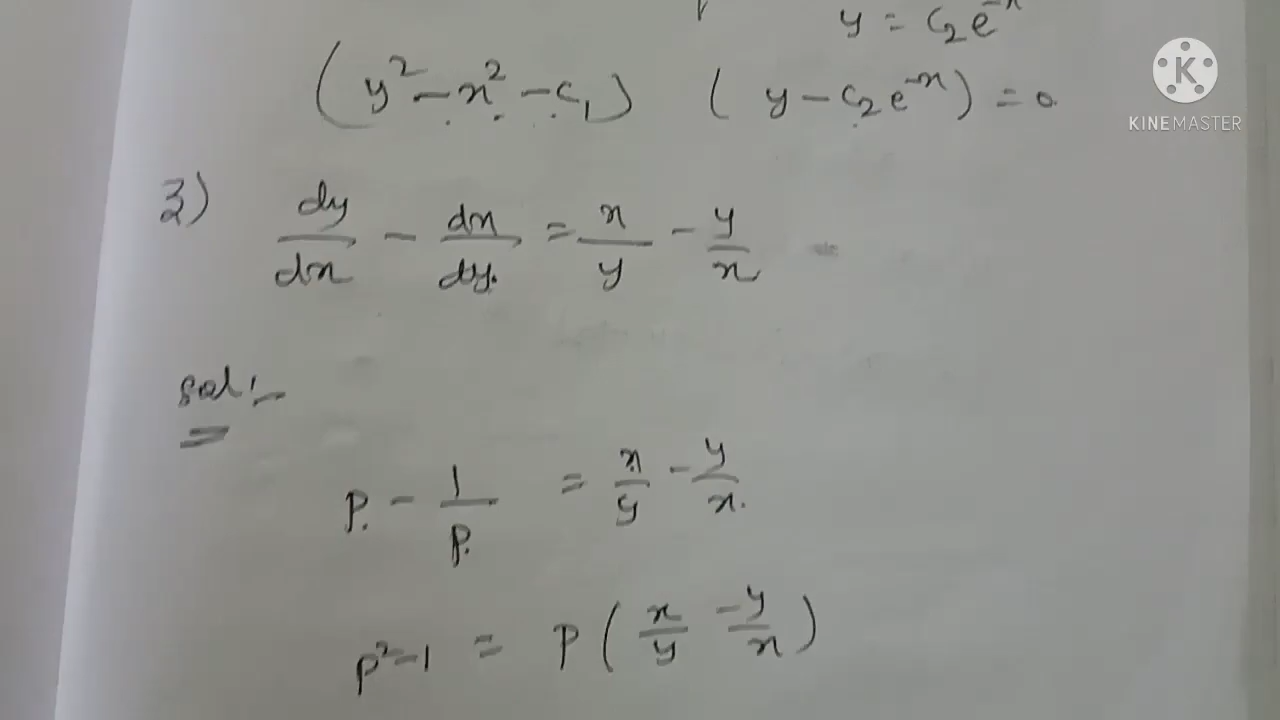 y = c₂e⁻ˣ
(y² - x² - c₁) (y - c₂e⁻ˣ) = 0
KINEMASTER
3) dy/dx - dx/dy = x/y - y/x
Sol:-
p - 1/p = x/y - y/x
p² - 1 = p(x/y - y/x)